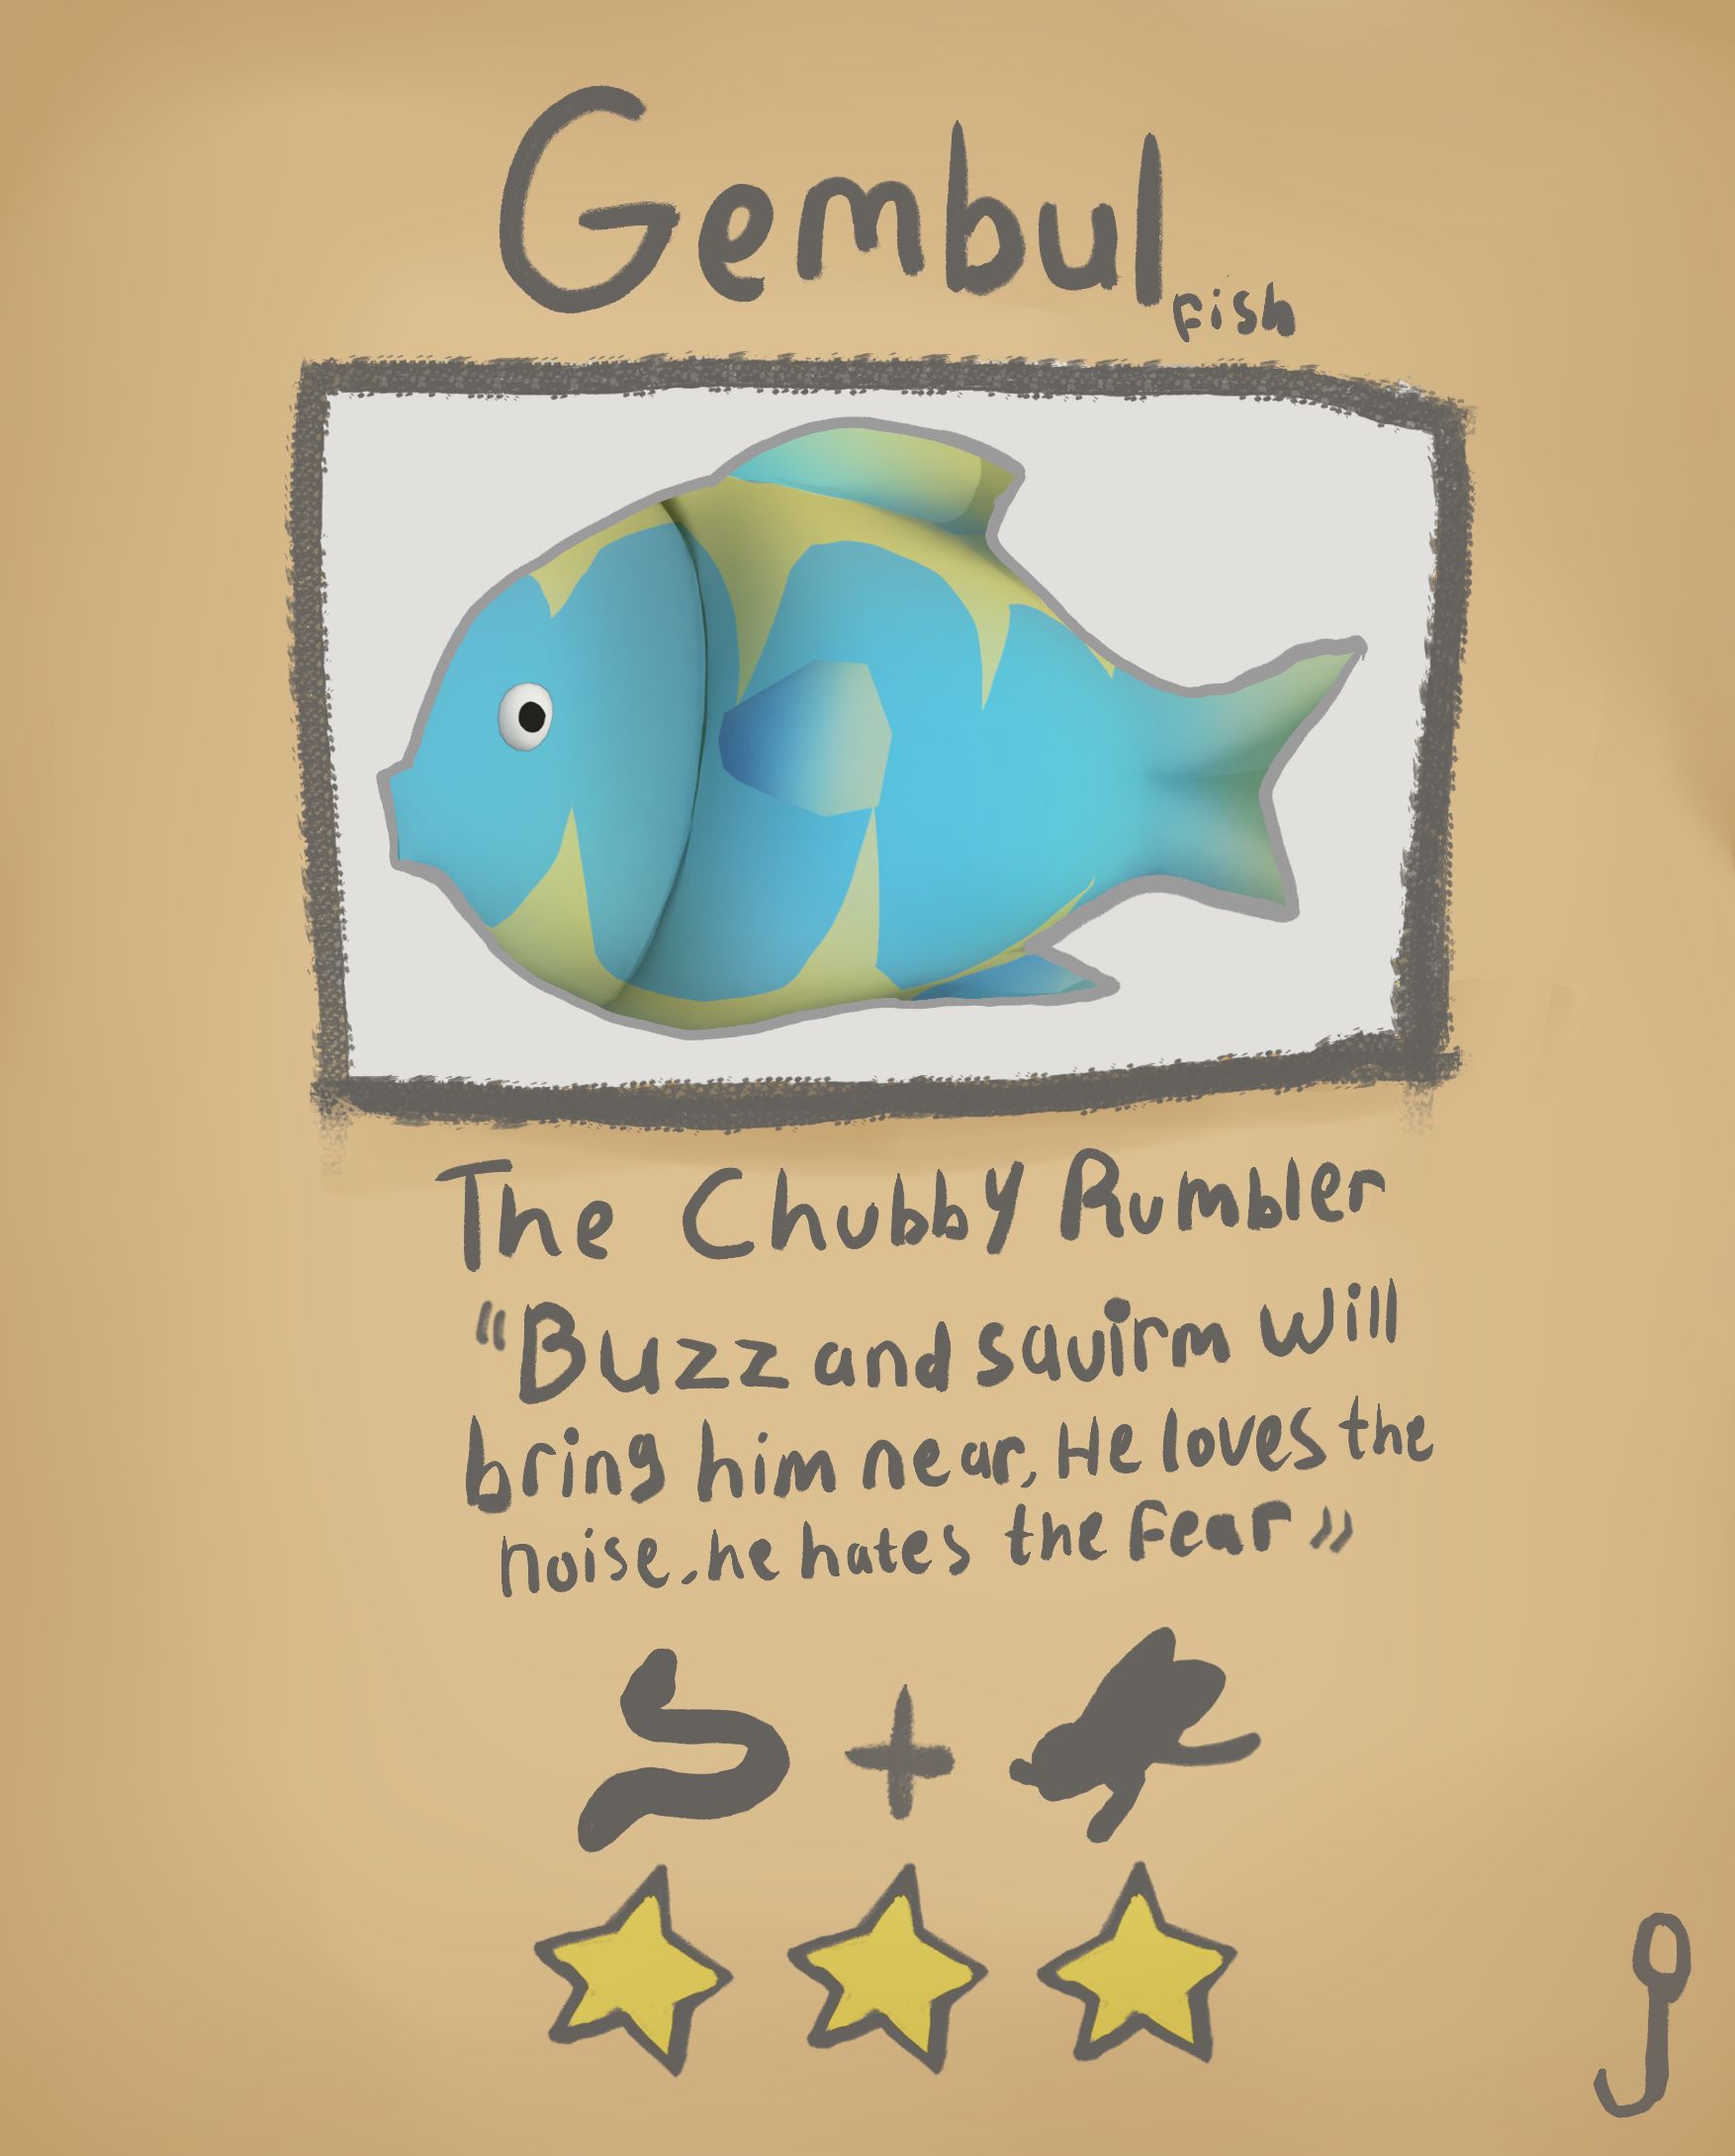 Gembul
fish
The Chubby Rumbler
"Buzz and squirm will
bring him near, He loves the
noise, he hates the fear"
+